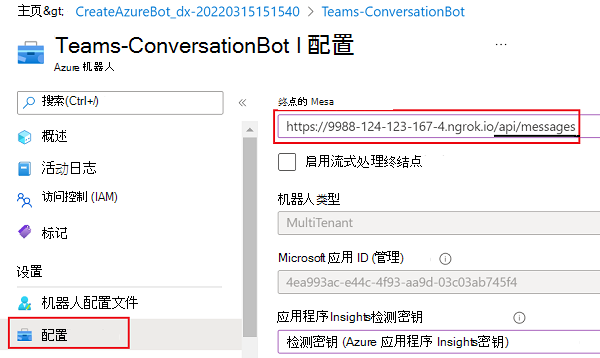 主页&gt; CreateAzureBot_dx-20220315151540 > Teams-ConversationBot
Teams-ConversationBot | 配置 ...
Azure 机器人
搜索(Ctrl+/) «
概述
活动日志
访问控制 (IAM)
标记
设置
机器人配置文件
配置
终点的 Mesa
https://9988-124-123-167-4.ngrok.io/api/messages
启用流式处理终结点
机器人类型
MultiTenant
Microsoft 应用 ID (管理)
4ea993ac-e44c-4f93-aa9d-03c03ab745f4
应用程序Insights检测密钥
检测密钥 (Azure 应用程序 Insights密钥)